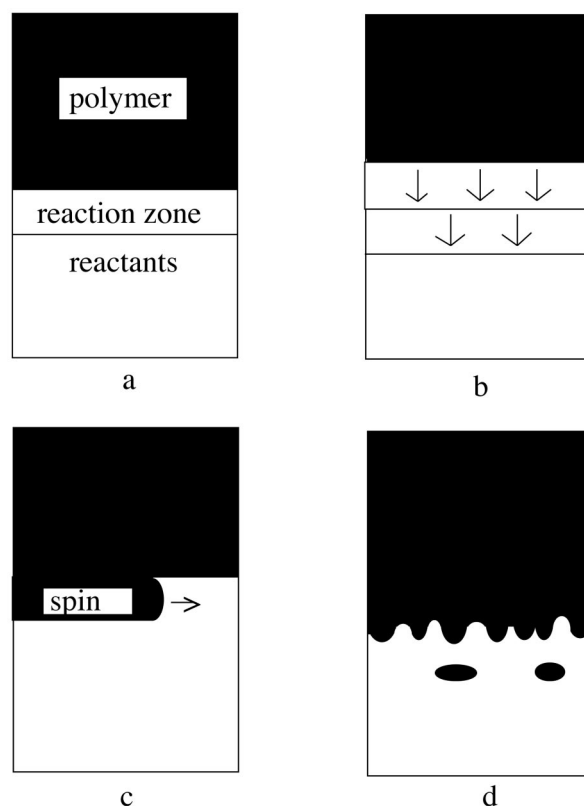 polymer
reaction zone
reactants
a
b
spin
c
d